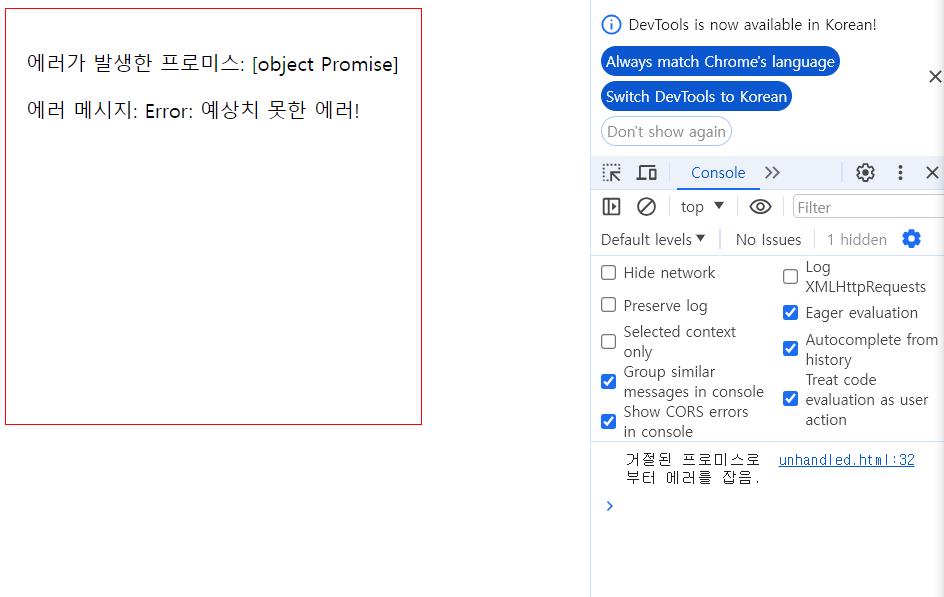 에러가 발생한 프로미스: [object Promise]
에러 메시지: Error: 예상치 못한 에러!
DevTools is now available in Korean!
Always match Chrome's language
Switch DevTools to Korean
Don't show again
Console
top
Filter
Default levels
No Issues
1 hidden
Hide network
Log
XMLHttpRequests
Preserve log
Eager evaluation
Selected context
only
Autocomplete from
history
Group similar
messages in console
Treat code
evaluation as user
action
Show CORS errors
in console
거절된 프로미스로
부터 에러를 잡음.
unhandled.html:32